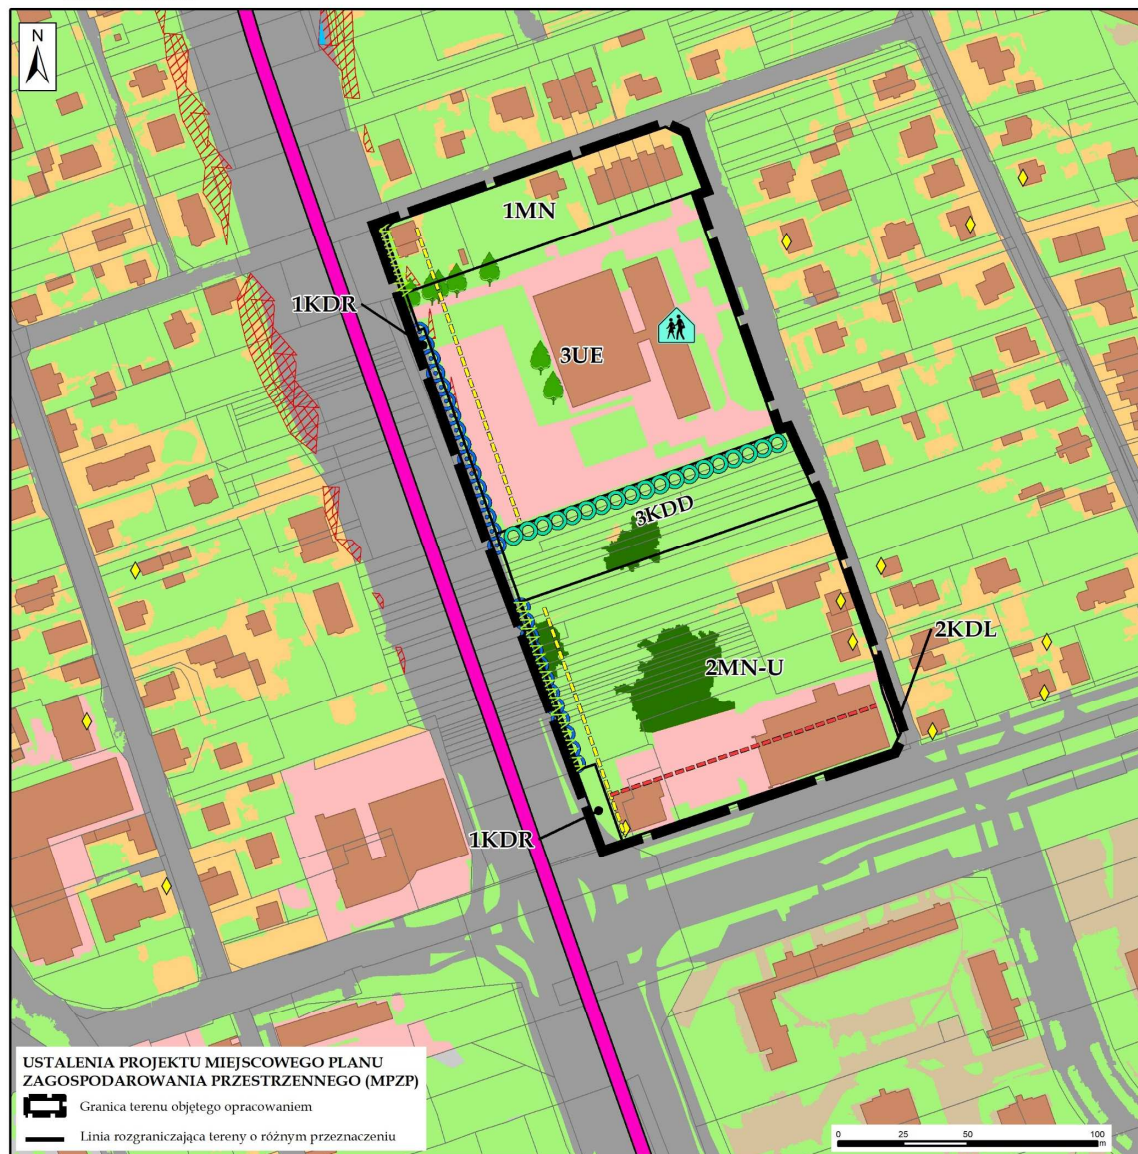 N
1MN
1KDR
3UE
3KDD
2MN-U
2KDL
1KDR
USTALENIA PROJEKTU MIEJSCOWEGO PLANU
ZAGOSPODAROWANIA PRZESTRZENNEGO (MPZP)
Granica terenu objętego opracowaniem
Linia rozgraniczająca tereny o różnym przeznaczeniu
0 25 50 100
m